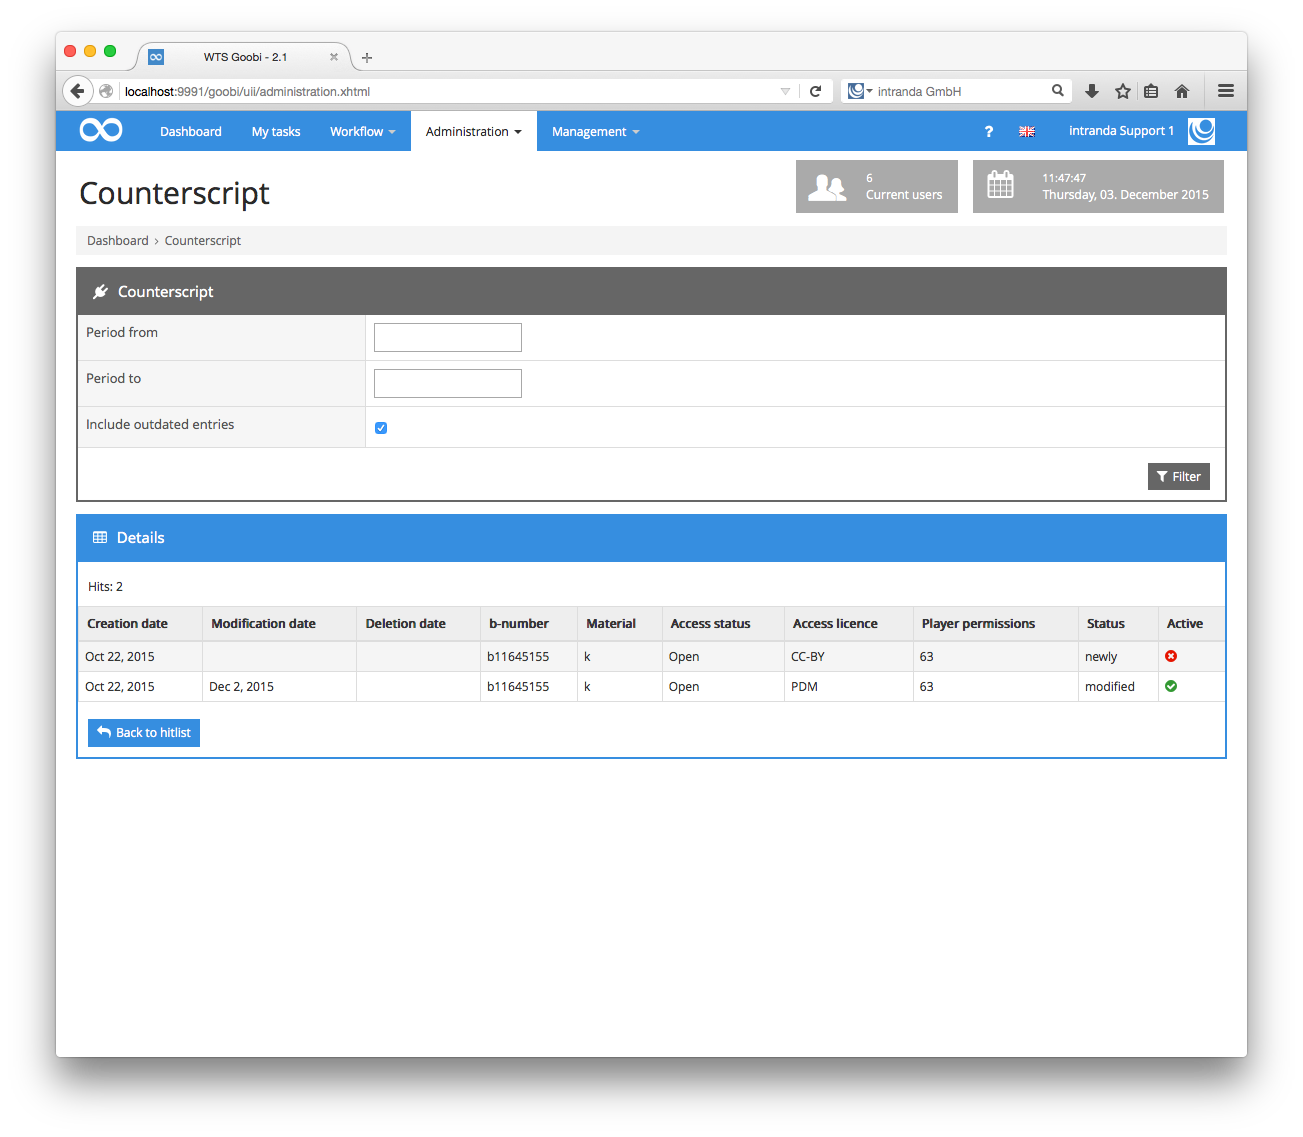 WTS Goobi - 2.1
localhost:9991/goobi/uii/administration.xhtml
intranda GmbH
Dashboard My tasks Workflow Administration Management ? intranda Support 1
Counterscript
6
Current users
11:47:47
Thursday, 03. December 2015
Dashboard › Counterscript
Counterscript
Period from
Period to
Include outdated entries
Filter
Details
Hits: 2
Creation date Modification date Deletion date b-number Material Access status Access licence Player permissions Status Active
Oct 22, 2015 b11645155 k Open CC-BY 63 newly
Oct 22, 2015 Dec 2, 2015 b11645155 k Open PDM 63 modified
Back to hitlist